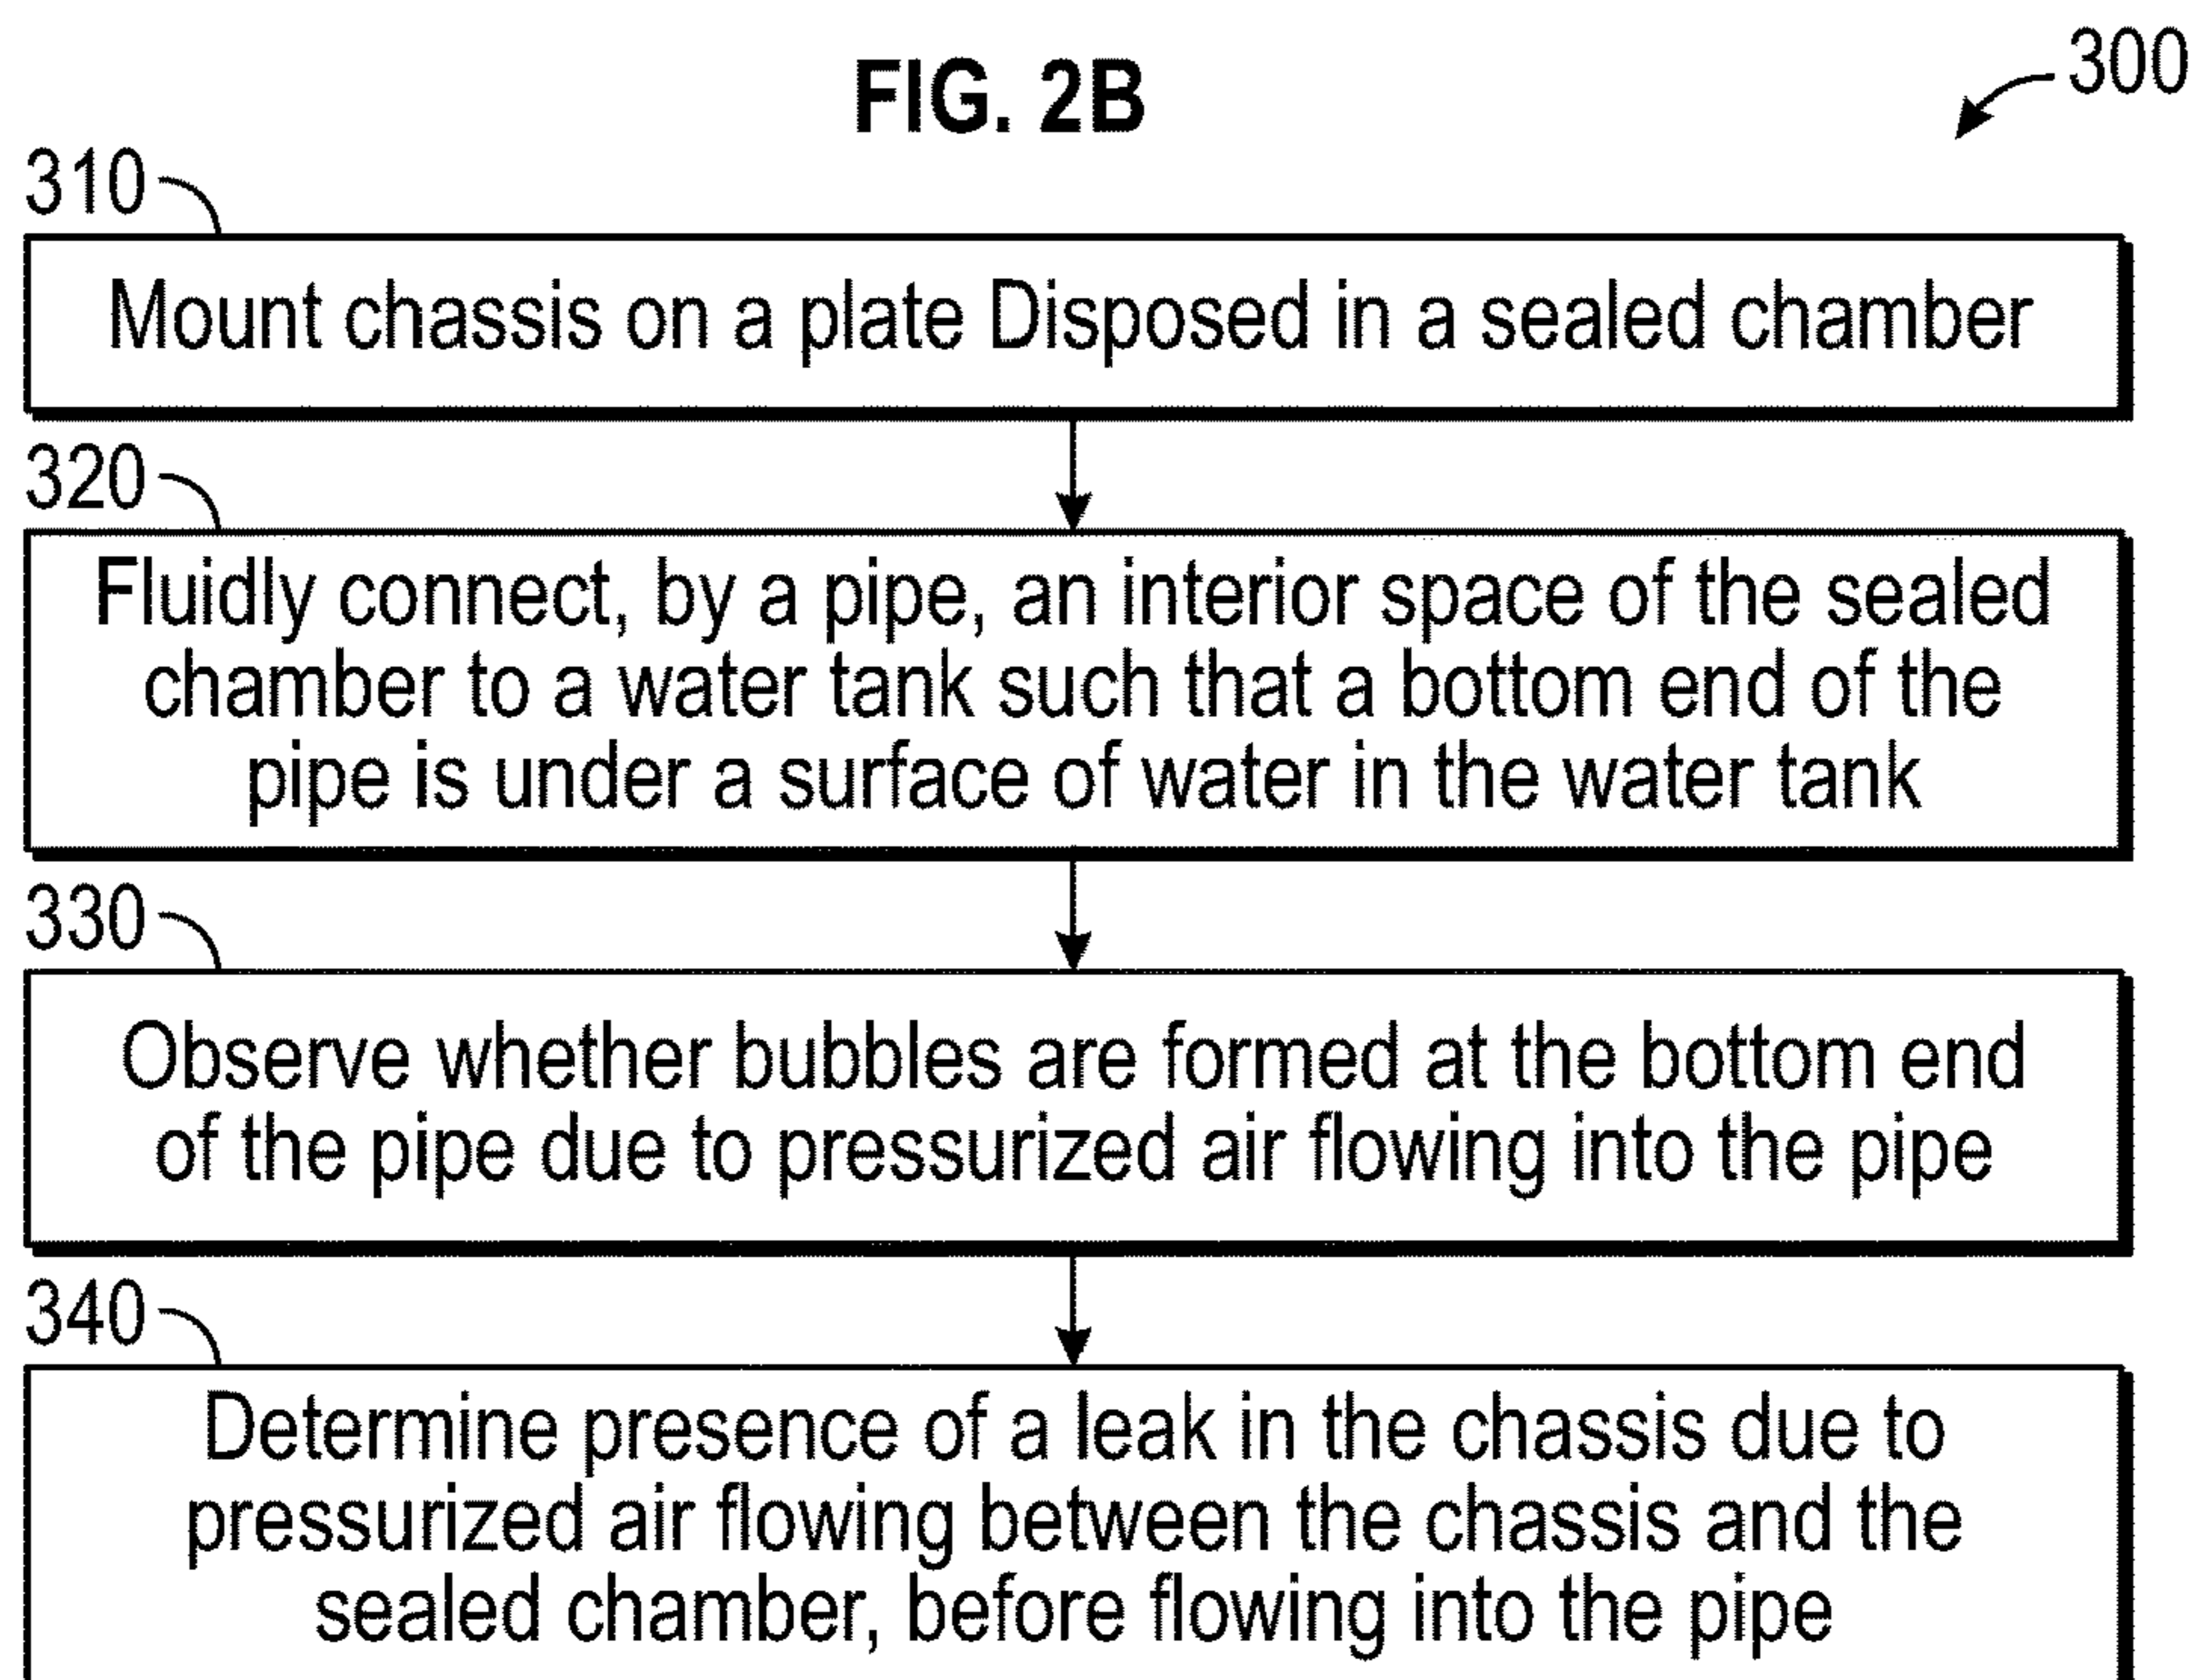 FIG. 2B
300
310
Mount chassis on a plate Disposed in a sealed chamber
320
Fluidly connect, by a pipe, an interior space of the sealed
chamber to a water tank such that a bottom end of the
pipe is under a surface of water in the water tank
330
Observe whether bubbles are formed at the bottom end
of the pipe due to pressurized air flowing into the pipe
340
Determine presence of a leak in the chassis due to
pressurized air flowing between the chassis and the
sealed chamber, before flowing into the pipe